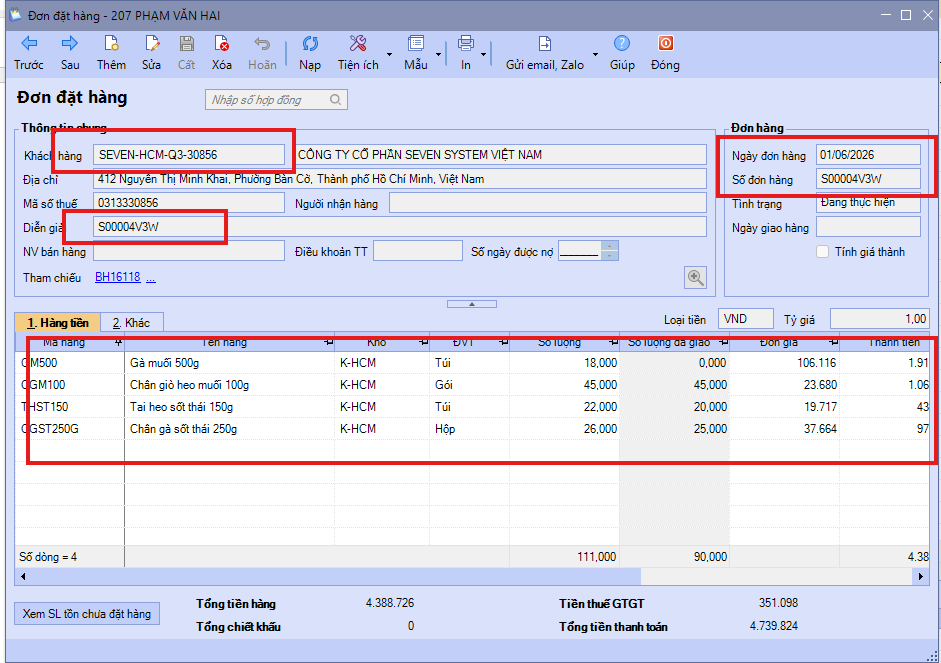 Đơn đặt hàng - 207 PHẠM VĂN HAI
Trước Sau Thêm Sửa Cất Xóa Hoãn Nạp Tiện ích Mẫu In Gửi email, Zalo Giúp Đóng
Đơn đặt hàng
Nhập số hợp đồng
Thông tin chung
Khách hàng SEVEN-HCM-Q3-30856 CÔNG TY CỔ PHẦN SEVEN SYSTEM VIỆT NAM
Địa chỉ 412 Nguyễn Thị Minh Khai, Phường Bàn Cờ, Thành phố Hồ Chí Minh, Việt Nam
Mã số thuế 0313330856 Người nhận hàng
Diễn giải S00004V3W
NV bán hàng Điều khoản TT Số ngày được nợ
Tham chiếu BH16118 ...
Đơn hàng
Ngày đơn hàng 01/06/2026
Số đơn hàng S00004V3W
Tình trạng Đang thực hiện
Ngày giao hàng
Tính giá thành
1. Hàng tiền 2. Khác Loại tiền VND Tỷ giá 1,00
Mã hàng Tên hàng Kho ĐVT Số lượng Số lượng đã giao Đơn giá Thành tiền
GM500 Gà muối 500g K-HCM Túi 18,000 0,000 106.116 1.91
CGM100 Chân giò heo muối 100g K-HCM Gói 45,000 45,000 23.680 1.06
THST150 Tai heo sốt thái 150g K-HCM Túi 22,000 20,000 19.717 43
CGST250G Chân gà sốt thái 250g K-HCM Hộp 26,000 25,000 37.664 97
Số dòng = 4 111,000 90,000 4.38
Xem SL tồn chưa đặt hàng
Tổng tiền hàng 4.388.726 Tiền thuế GTGT 351.098
Tổng chiết khấu 0 Tổng tiền thanh toán 4.739.824